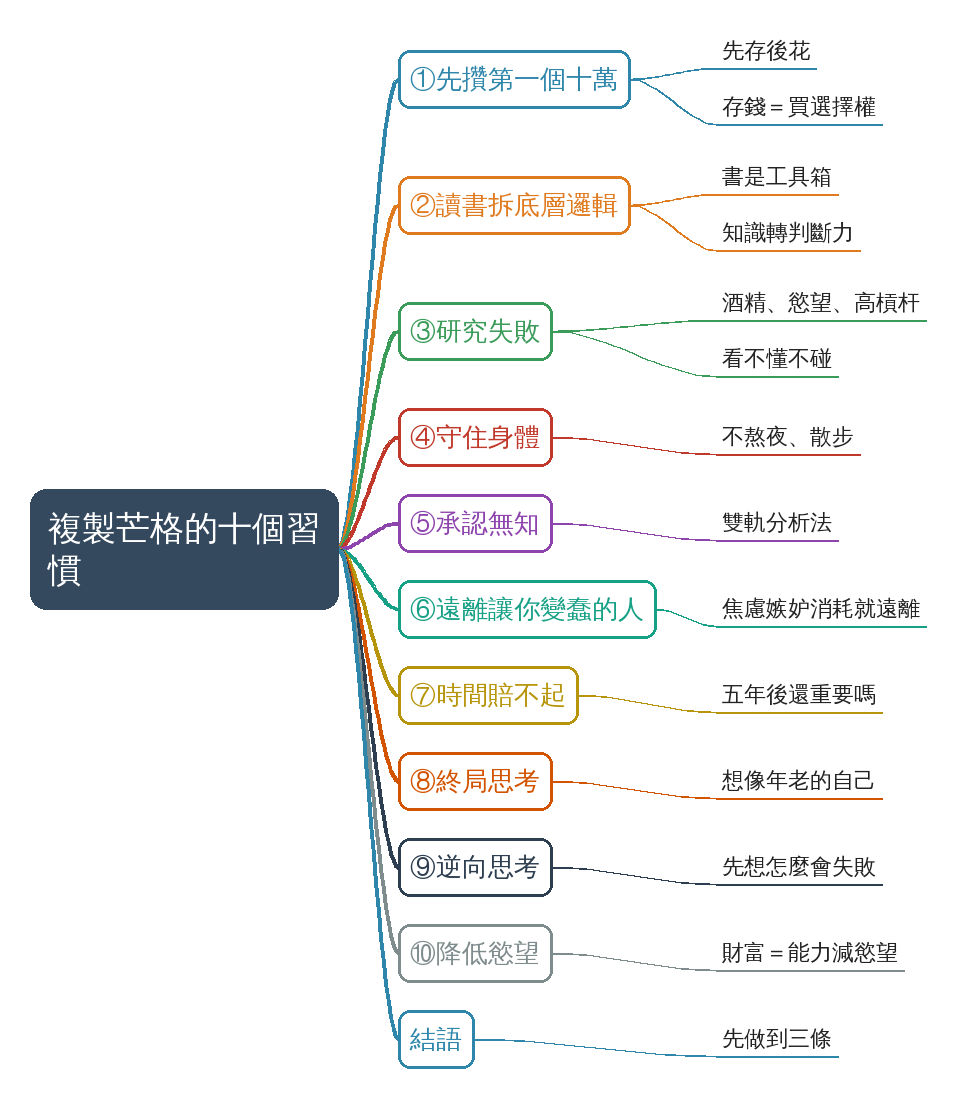 複製芒格的十個習
慣
①先攢第一個十萬
先存後花
存錢＝買選擇權
②讀書拆底層邏輯
書是工具箱
知識轉判斷力
③研究失敗
酒精、慾望、高槓杆
看不懂不碰
④守住身體
不熬夜、散步
⑤承認無知
雙軌分析法
⑥遠離讓你變蠢的人
焦慮嫉妒消耗就遠離
⑦時間賠不起
五年後還重要嗎
⑧終局思考
想像年老的自己
⑨逆向思考
先想怎麼會失敗
⑩降低慾望
財富＝能力減慾望
結語
先做到三條